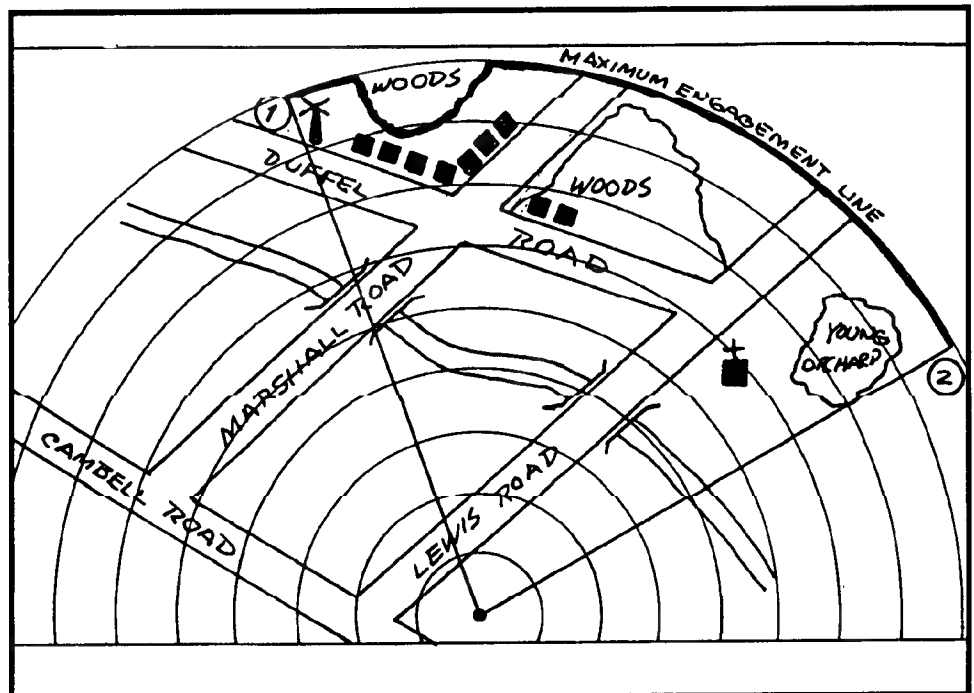 MAXIMUM ENGAGEMENT LINE
WOODS
1
DUFFEL
WOODS
ROAD
MARSHALL ROAD
YOUNG
ORCHARD
2
CAMBELL ROAD
LEWIS ROAD